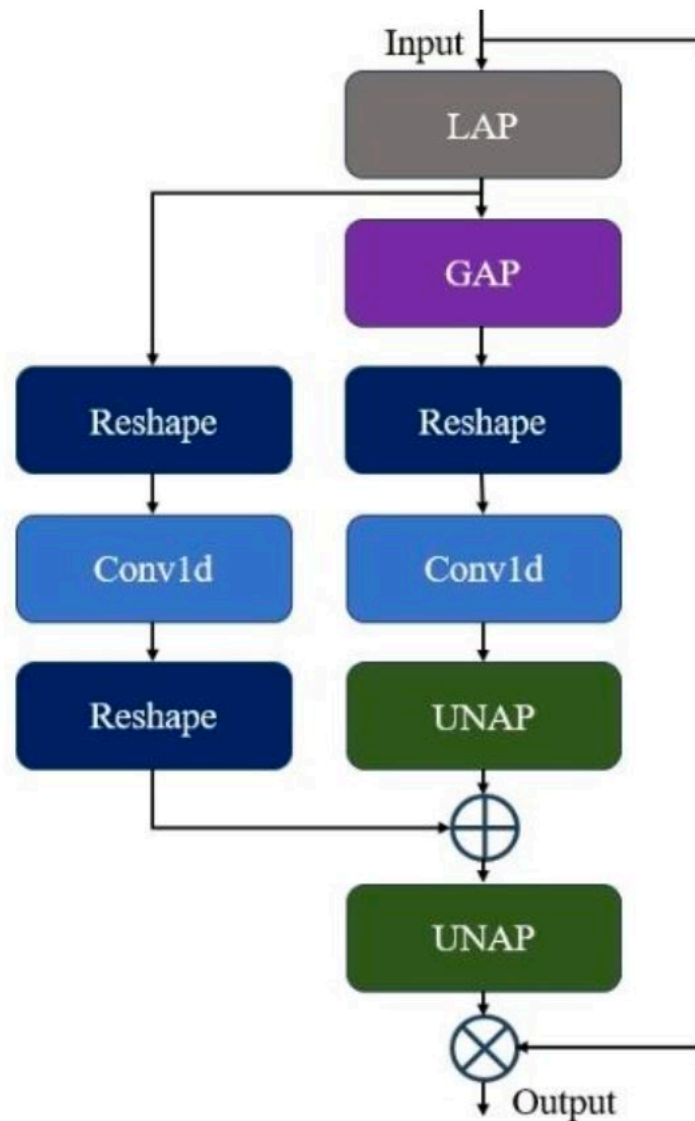 Input
LAP
GAP
Reshape Reshape
Conv1d Conv1d
Reshape UNAP
UNAP
Output